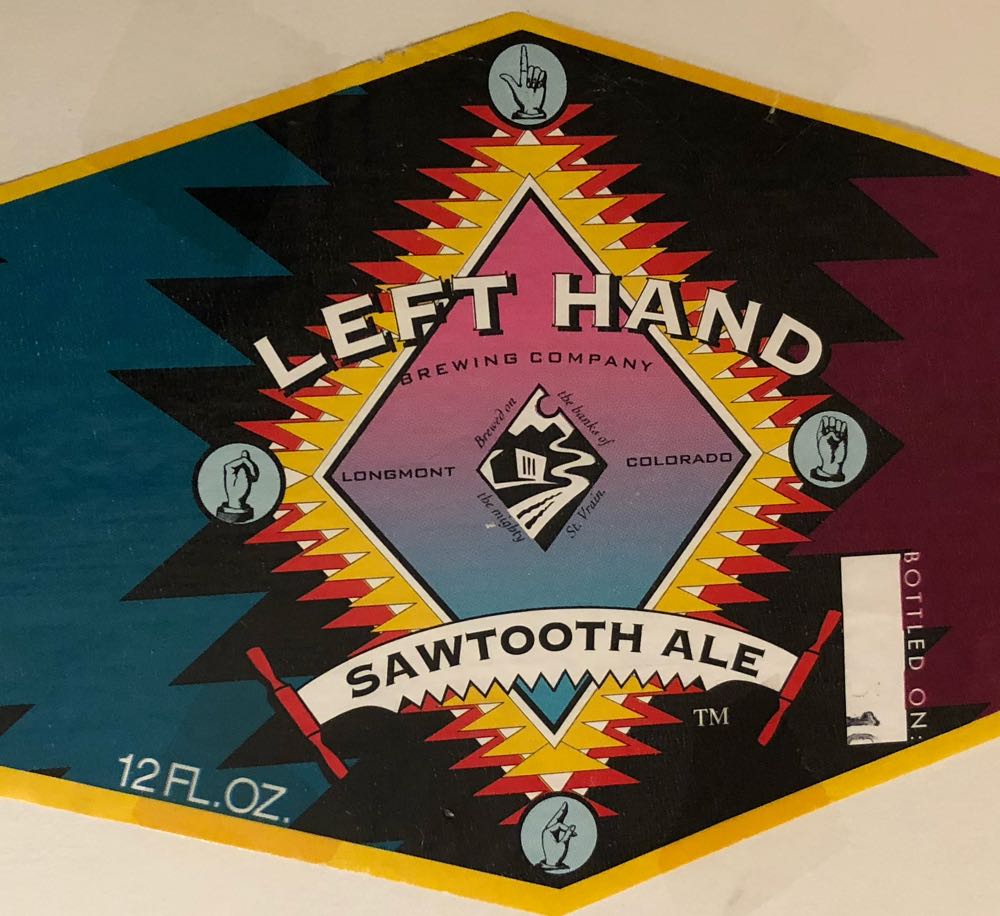 LEFT HAND
BREWING COMPANY
Brewed on
the banks of
LONGMONT
COLORADO
the mighty
St. Vrain
SAWTOOTH ALE
TM
BOTTLED ON:
12 FL.OZ.